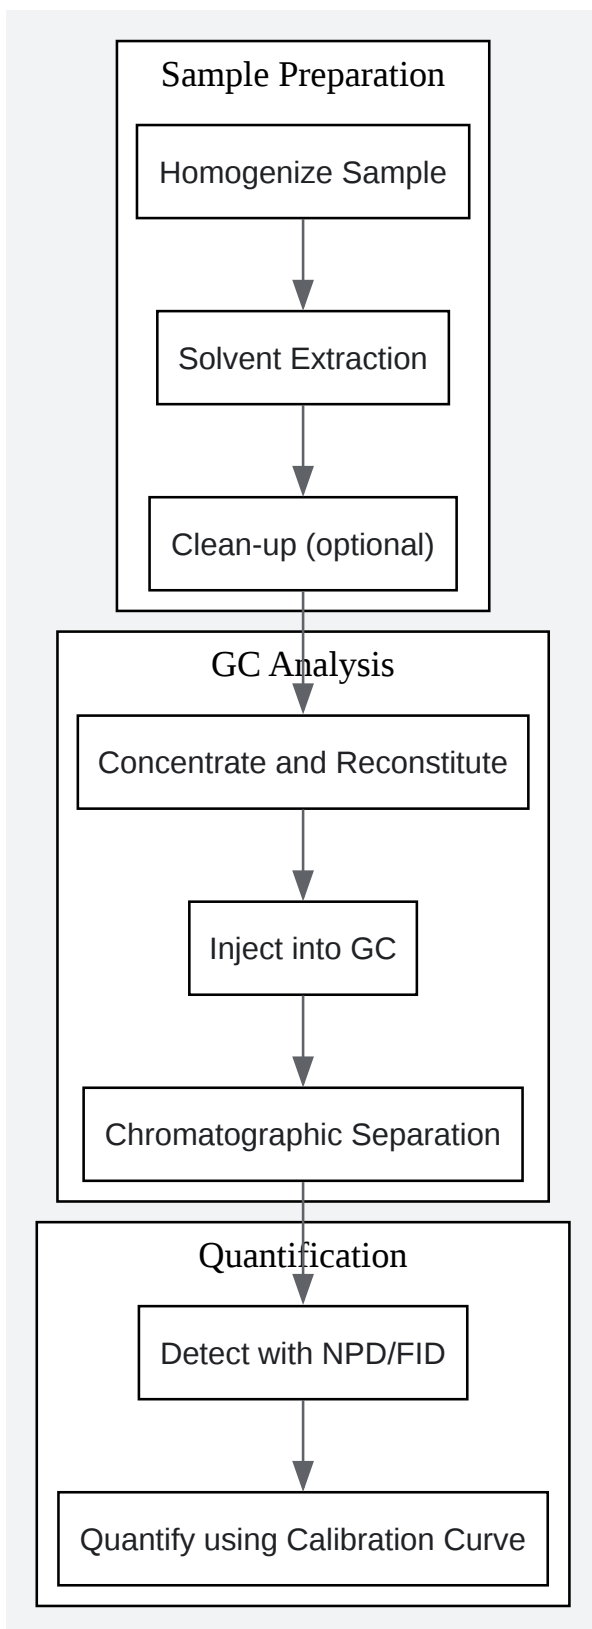 Sample Preparation
Homogenize Sample
Solvent Extraction
Clean-up (optional)
GC Analysis
Concentrate and Reconstitute
Inject into GC
Chromatographic Separation
Quantification
Detect with NPD/FID
Quantify using Calibration Curve